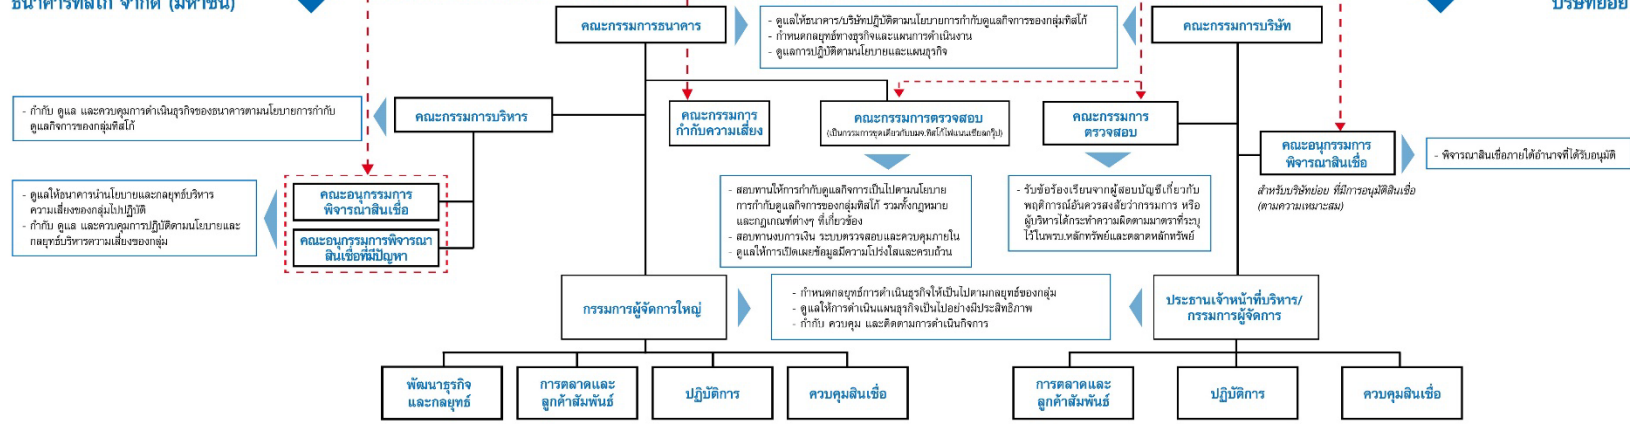 ธนาคารทิสโก้ จำกัด (มหาชน)
บริษัทย่อย
คณะกรรมการธนาคาร
- ดูแลให้ธนาคาร/บริษัทปฏิบัติตามนโยบายการกำกับดูแลกิจการของกลุ่มทิสโก้
- กำหนดกลยุทธ์ทางธุรกิจและแผนการดำเนินงาน
- ดูแลการปฏิบัติตามนโยบายและแผนธุรกิจ
คณะกรรมการบริษัท
- กำกับ ดูแล และควบคุมการดำเนินธุรกิจของธนาคารตามนโยบายการกำกับ
ดูแลกิจการของกลุ่มทิสโก้
คณะกรรมการบริหาร
คณะกรรมการ
กำกับความเสี่ยง
คณะกรรมการตรวจสอบ
(เป็นกรรมการชุดเดียวกับบมจ.ทิสโก้ไฟแนนเชียลกรุ๊ป)
คณะกรรมการ
ตรวจสอบ
คณะอนุกรรมการ
พิจารณาสินเชื่อ
- พิจารณาสินเชื่อภายใต้อำนาจที่ได้รับอนุมัติ
สำหรับบริษัทย่อย ที่มีการอนุมัติสินเชื่อ
(ตามความเหมาะสม)
- ดูแลให้ธนาคารนำนโยบายและกลยุทธ์บริหาร
ความเสี่ยงของกลุ่มไปปฏิบัติ
- กำกับ ดูแล และควบคุมการปฏิบัติตามนโยบายและ
กลยุทธ์บริหารความเสี่ยงของกลุ่ม
คณะอนุกรรมการ
พิจารณาสินเชื่อ
คณะอนุกรรมการพิจารณา
สินเชื่อที่มีปัญหา
- สอบทานให้การกำกับดูแลกิจการเป็นไปตามนโยบาย
การกำกับดูแลกิจการของกลุ่มทิสโก้ รวมทั้งกฎหมาย
และกฎเกณฑ์ต่างๆ ที่เกี่ยวข้อง
- สอบทานงบการเงิน ระบบตรวจสอบและควบคุมภายใน
- ดูแลให้การเปิดเผยข้อมูลมีความโปร่งใสและครบถ้วน
- รับข้อร้องเรียนจากผู้สอบบัญชีเกี่ยวกับ
พฤติการณ์อันควรสงสัยว่ากรรมการ หรือ
ผู้บริหารได้กระทำความผิดตามมาตราที่ระบุ
ไว้ในพรบ.หลักทรัพย์และตลาดหลักทรัพย์
กรรมการผู้จัดการใหญ่
- กำหนดกลยุทธ์การดำเนินธุรกิจให้เป็นไปตามกลยุทธ์ของกลุ่ม
- ดูแลให้การดำเนินแผนธุรกิจเป็นไปอย่างมีประสิทธิภาพ
- กำกับ ควบคุม และติดตามการดำเนินกิจการ
ประธานเจ้าหน้าที่บริหาร/
กรรมการผู้จัดการ
พัฒนาธุรกิจ
และกลยุทธ์
การตลาดและ
ลูกค้าสัมพันธ์
ปฏิบัติการ
ควบคุมสินเชื่อ
การตลาดและ
ลูกค้าสัมพันธ์
ปฏิบัติการ
ควบคุมสินเชื่อ